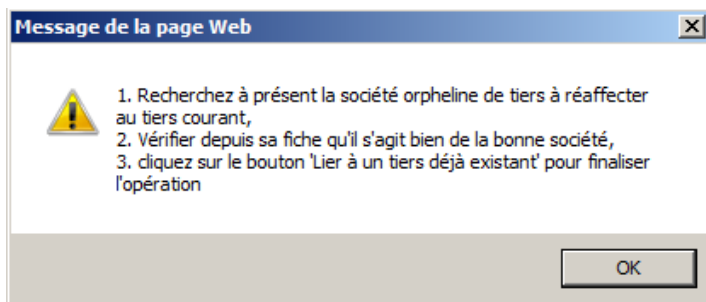 Message de la page Web
1. Recherchez à présent la société orpheline de tiers à réaffecter
au tiers courant,
2. Vérifier depuis sa fiche qu'il s'agit bien de la bonne société,
3. cliquez sur le bouton 'Lier à un tiers déjà existant' pour finaliser
l'opération
OK